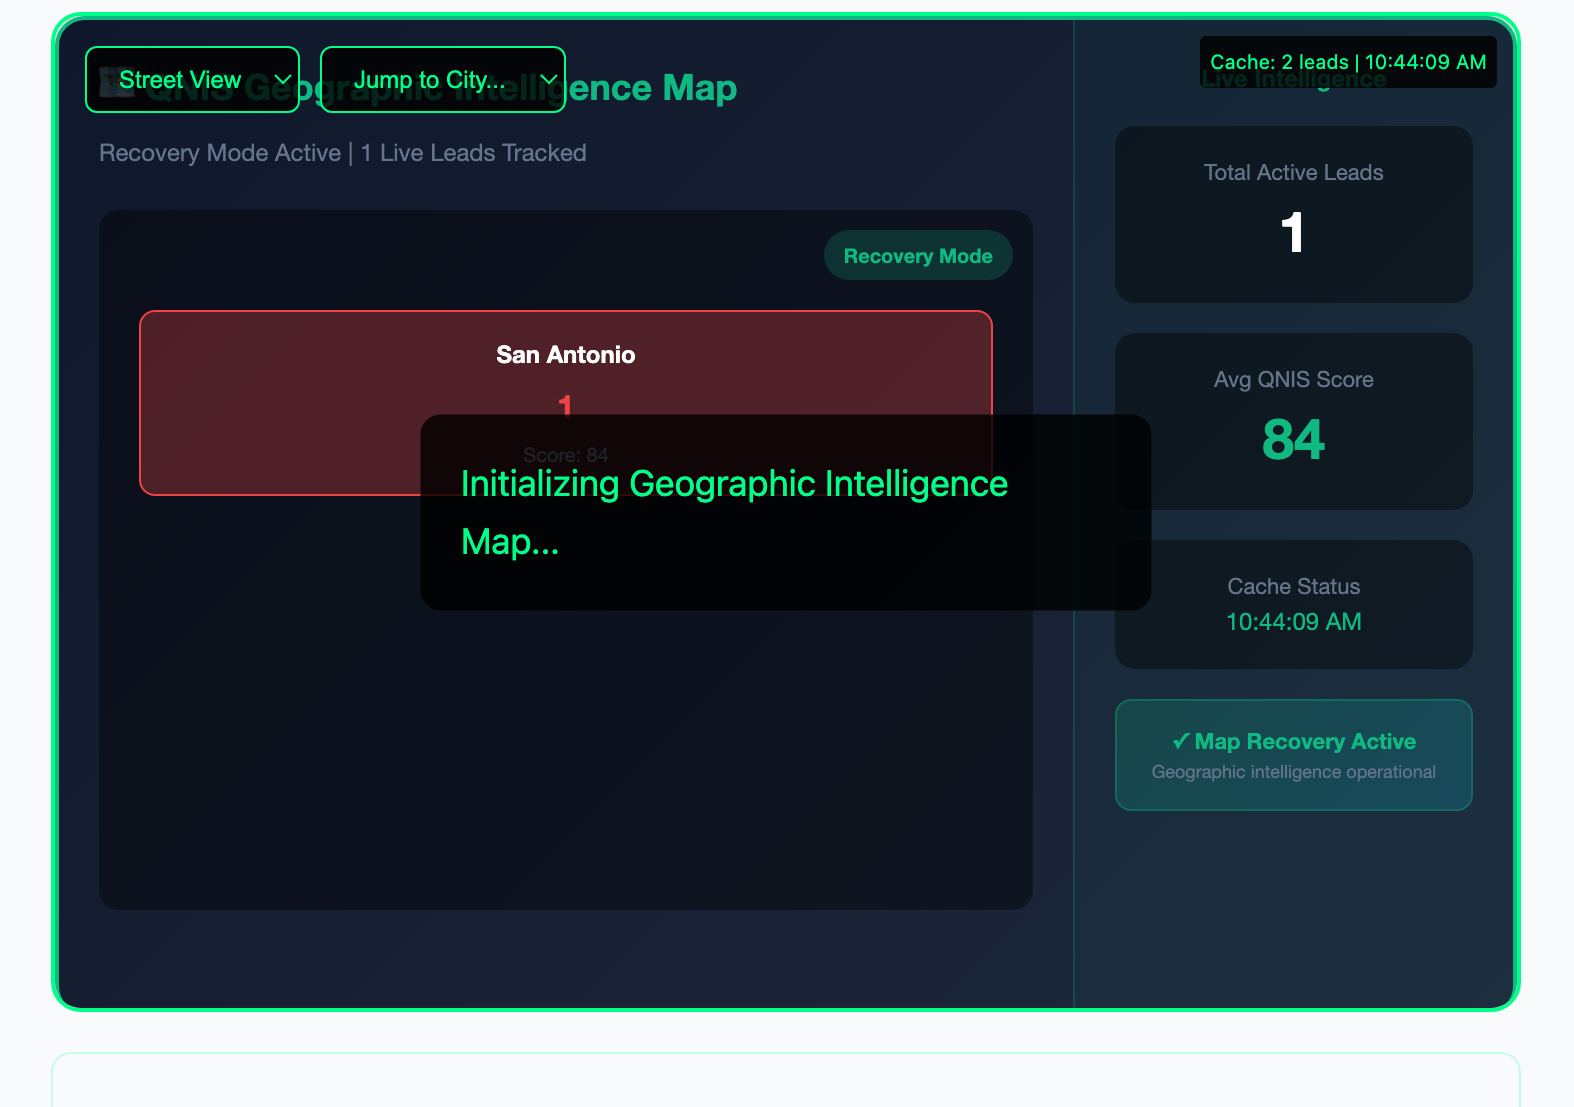 Street View
Jump to City...
QNIS Geographic Intelligence Map
Cache: 2 leads | 10:44:09 AM
Live Intelligence
Recovery Mode Active | 1 Live Leads Tracked
Recovery Mode
San Antonio
1
Score: 84
Initializing Geographic Intelligence
Map...
Total Active Leads
1
Avg QNIS Score
84
Cache Status
10:44:09 AM
✓ Map Recovery Active
Geographic intelligence operational